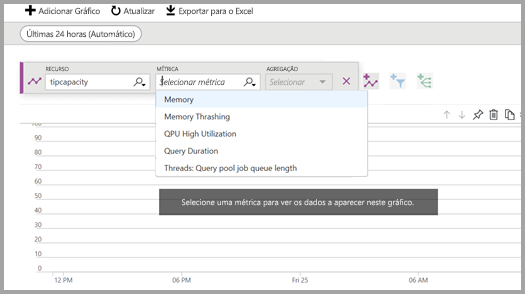 Adicionar Gráfico Atualizar Exportar para o Excel
Últimas 24 horas (Automático)
RECURSO MÉTRICA AGREGAÇÃO
tipcapacity Selecionar métrica Selecionar
Memory
Memory Thrashing
QPU High Utilization
Query Duration
Threads: Query pool job queue length
100
90
80
70
60
50
40
30
20
10
0
Selecione uma métrica para ver os dados a aparecer neste gráfico.
12 PM 06 PM Fri 25 06 AM